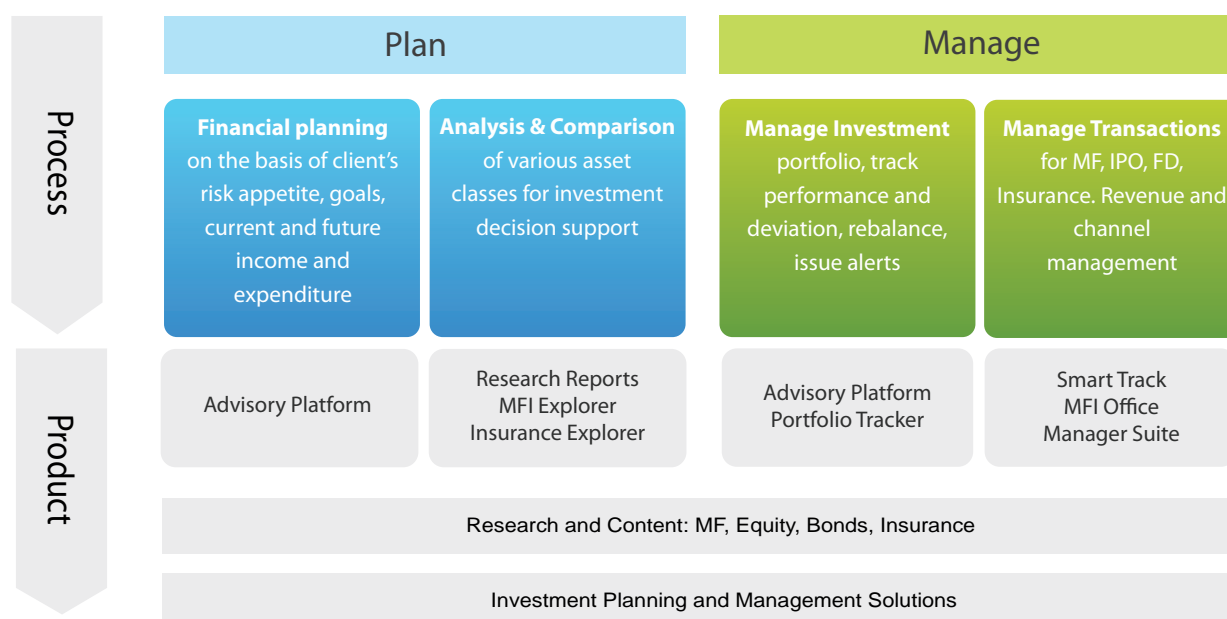 Process
Plan
Manage
Financial planning
on the basis of client's
risk appetite, goals,
current and future
income and
expenditure
Analysis & Comparison
of various asset
classes for investment
decision support
Manage Investment
portfolio, track
performance and
deviation, rebalance,
issue alerts
Manage Transactions
for MF, IPO, FD,
Insurance. Revenue and
channel
management
Product
Advisory Platform
Research Reports
MFI Explorer
Insurance Explorer
Advisory Platform
Portfolio Tracker
Smart Track
MFI Office
Manager Suite
Research and Content: MF, Equity, Bonds, Insurance
Investment Planning and Management Solutions